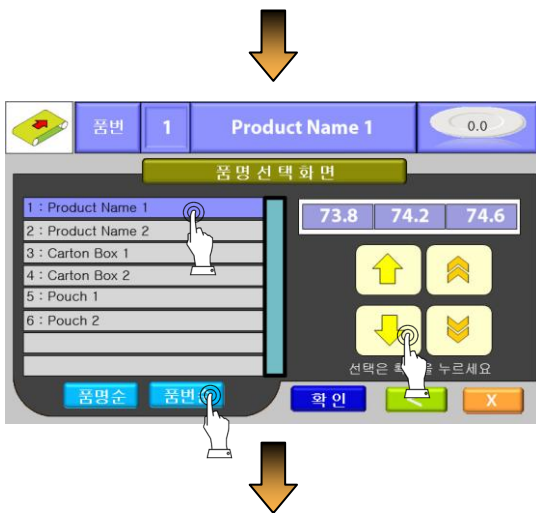 품번 1 Product Name 1 0.0
품명선택화면
1 : Product Name 1
2 : Product Name 2
3 : Carton Box 1
4 : Carton Box 2
5 : Pouch 1
6 : Pouch 2
73.8 74.2 74.6
선택은 누르세요
품명순 품번 확인 X